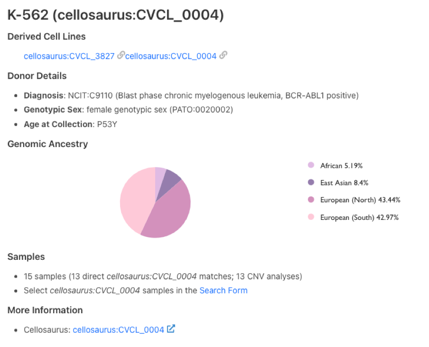 K-562 (cellosaurus:CVCL_0004)
Derived Cell Lines
cellosaurus:CVCL_3827 cellosaurus:CVCL_0004
Donor Details
Diagnosis: NCIT:C9110 (Blast phase chronic myelogenous leukemia, BCR-ABL1 positive)
Genotypic Sex: female genotypic sex (PATO:0020002)
Age at Collection: P53Y
Genomic Ancestry
African 5.19%
East Asian 8.4%
European (North) 43.44%
European (South) 42.97%
Samples
15 samples (13 direct cellosaurus:CVCL_0004 matches; 13 CNV analyses)
Select cellosaurus:CVCL_0004 samples in the Search Form
More Information
Cellosaurus: cellosaurus:CVCL_0004